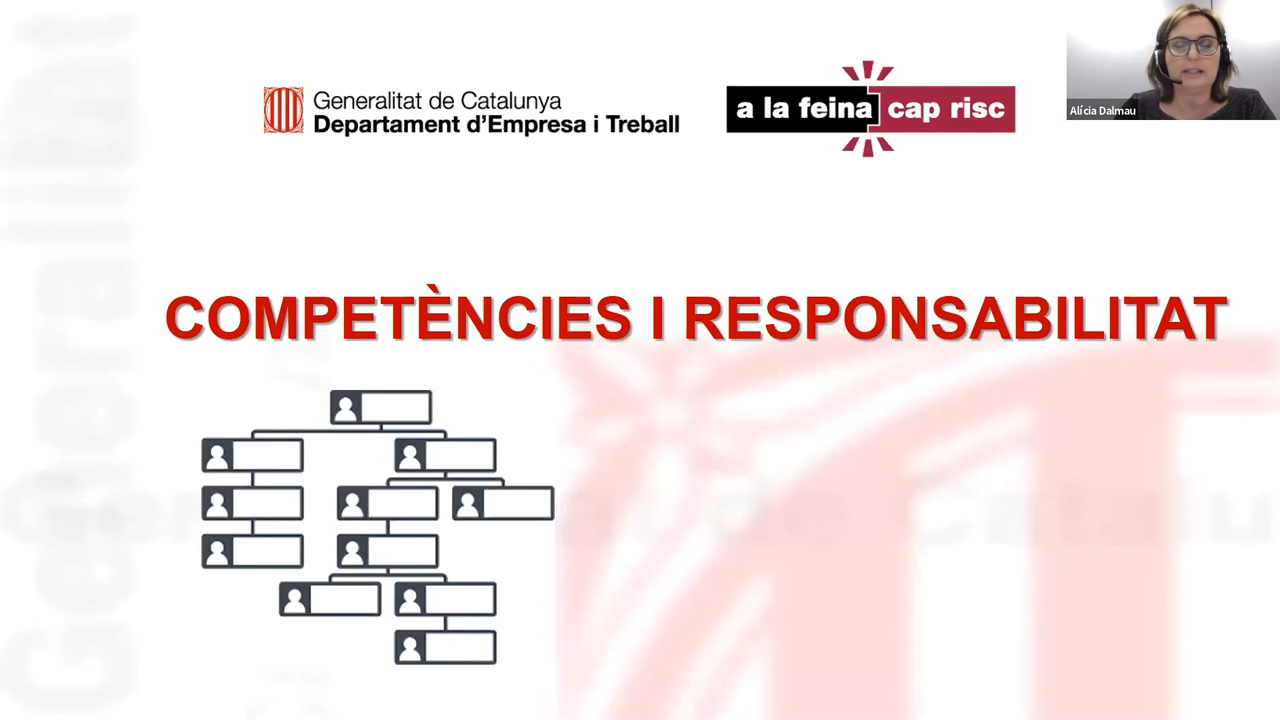 Generalitat de Catalunya
Departament d'Empresa i Treball
a la feina cap risc
Alícia Dalmau
COMPETÈNCIES I RESPONSABILITAT